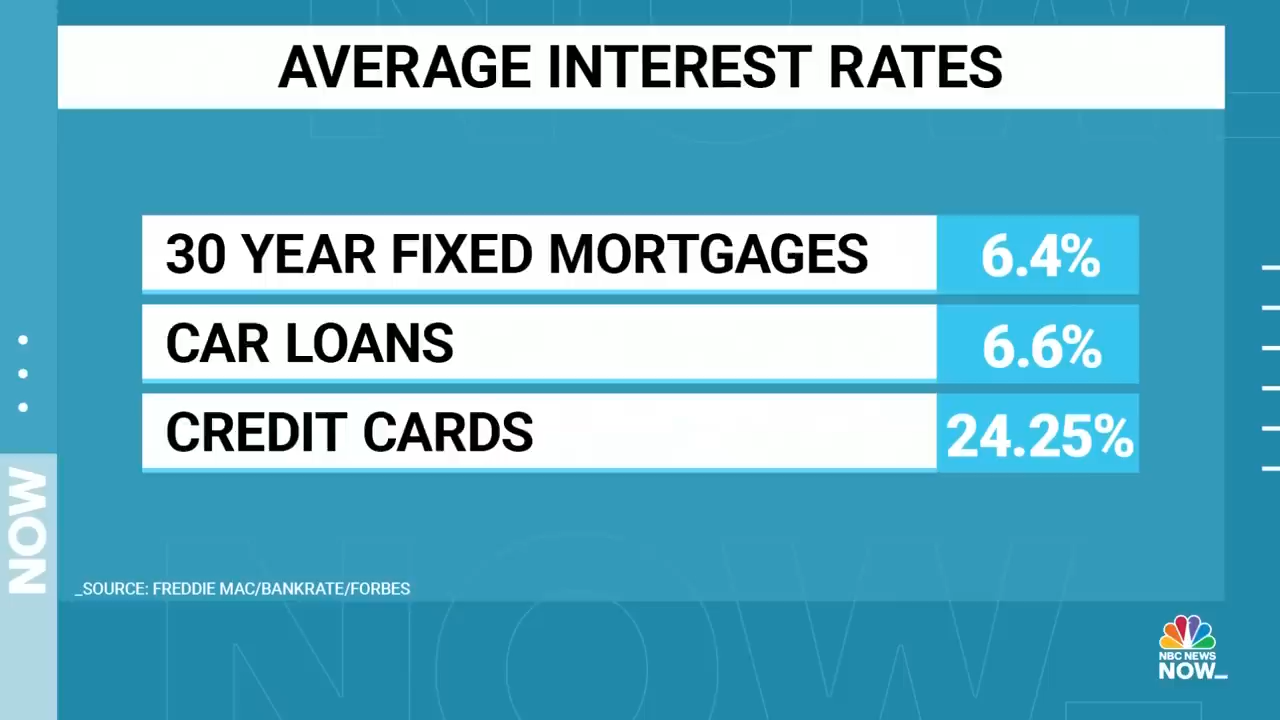 AVERAGE INTEREST RATES
30 YEAR FIXED MORTGAGES 6.4%
CAR LOANS 6.6%
CREDIT CARDS 24.25%
NOW
_SOURCE: FREDDIE MAC/BANKRATE/FORBES
NBC NEWS
NOW_